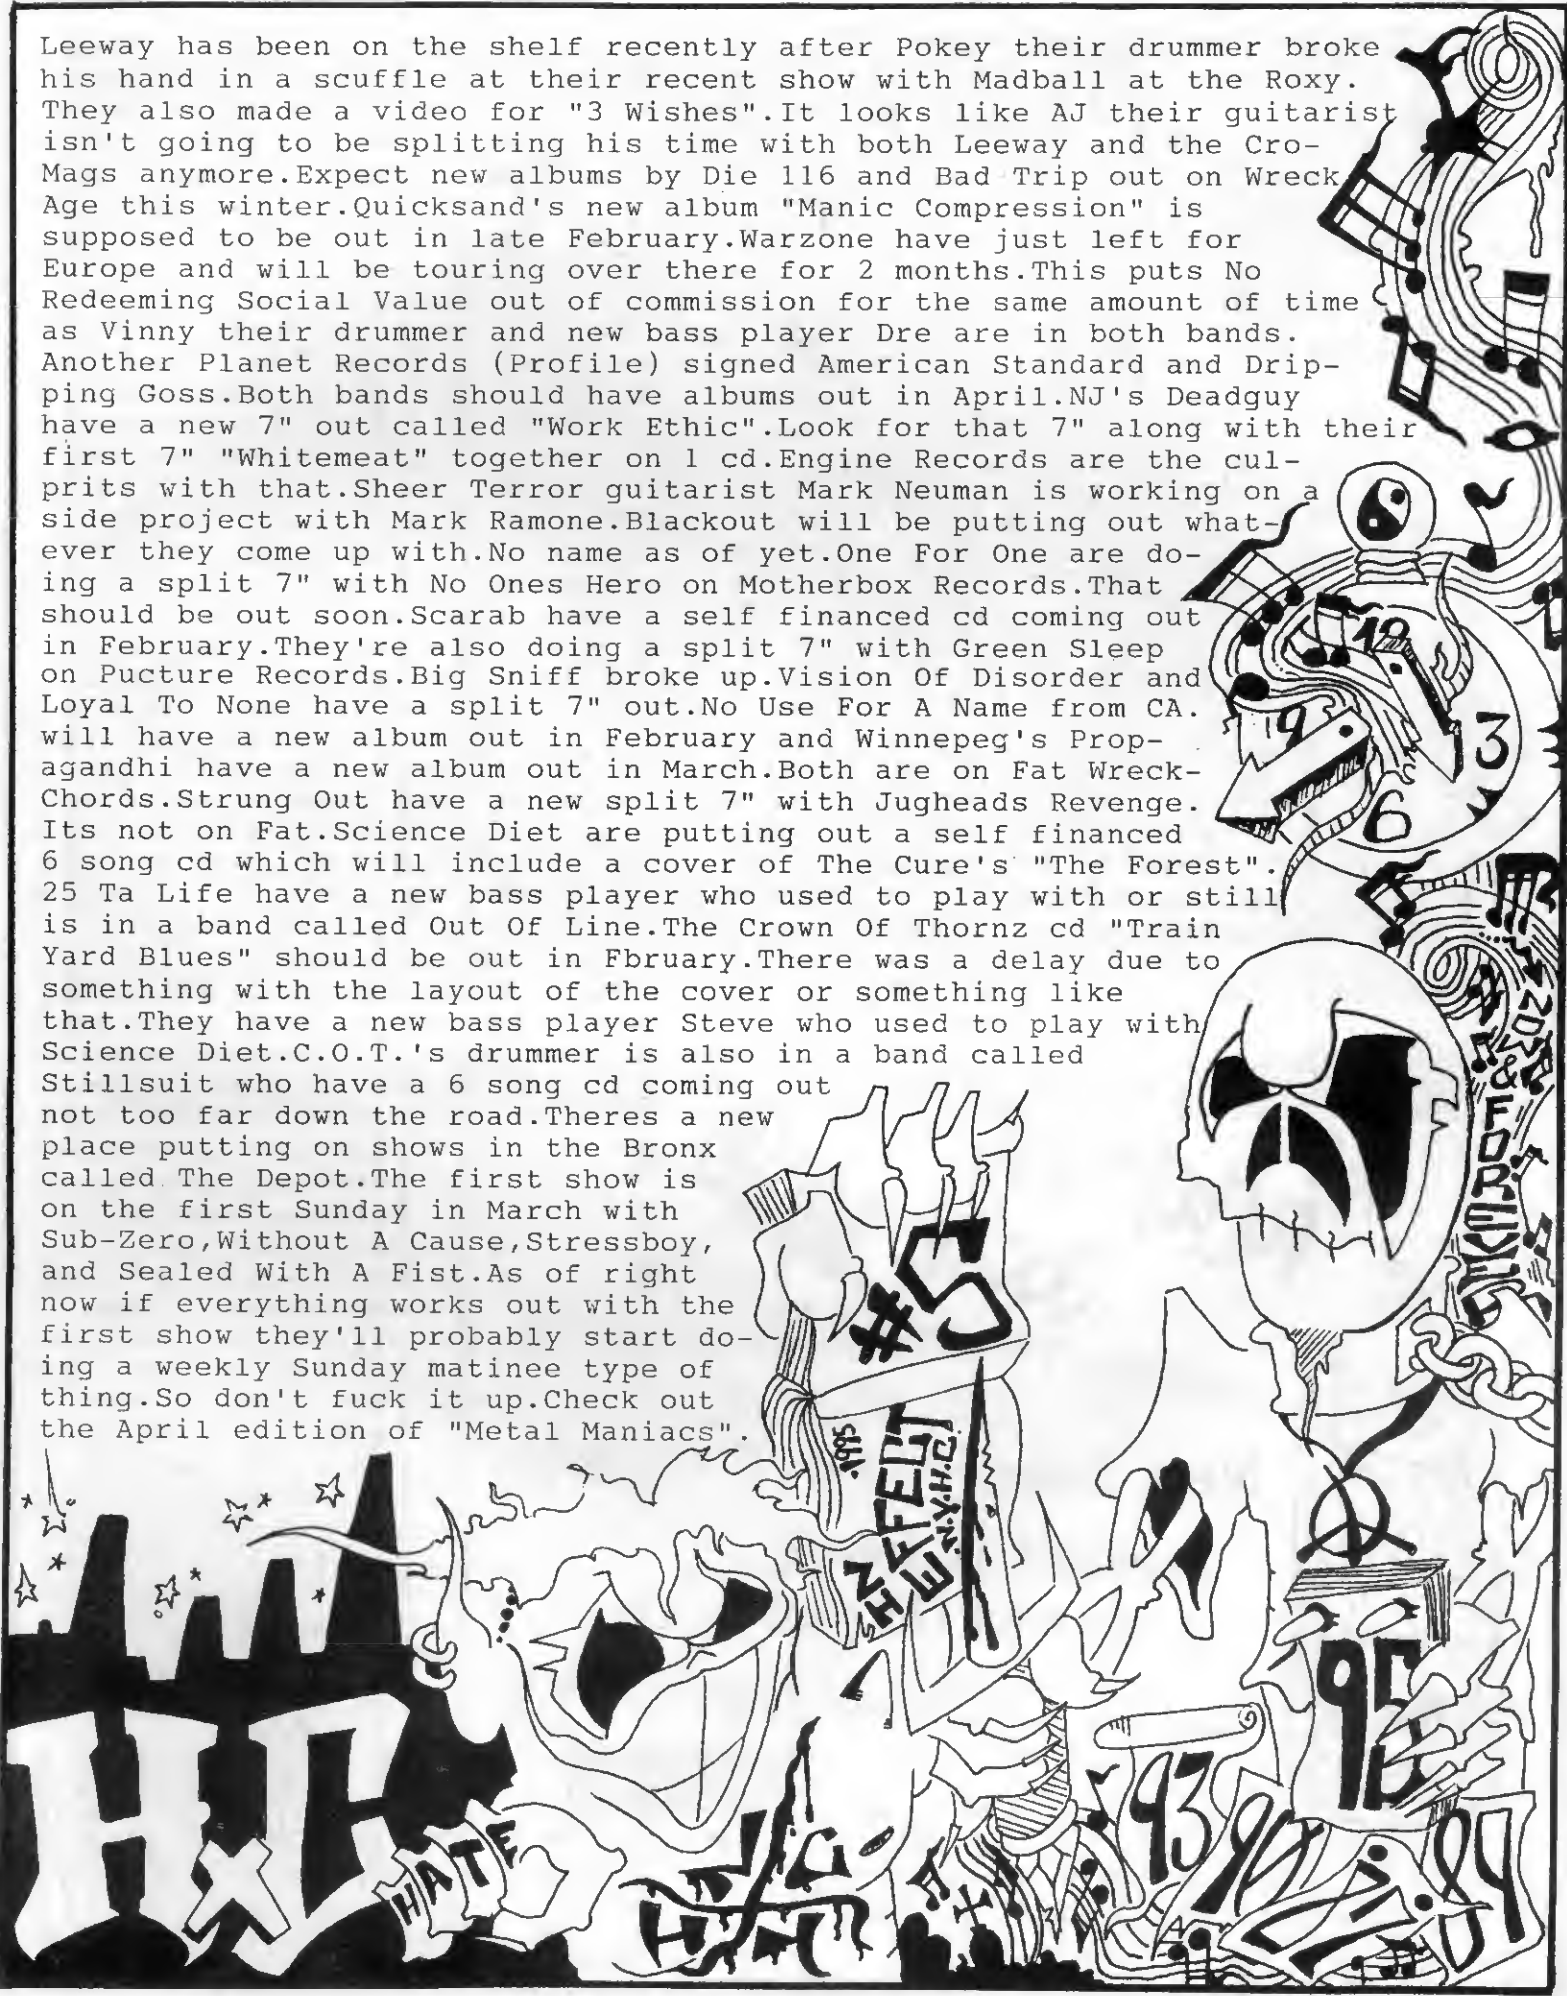 Leeway has been on the shelf recently after Pokey their drummer broke
his hand in a scuffle at their recent show with Madball at the Roxy.
They also made a video for "3 Wishes".It looks like AJ their guitarist
isn't going to be splitting his time with both Leeway and the Cro-
Mags anymore.Expect new albums by Die 116 and Bad Trip out on Wreck
Age this winter.Quicksand's new album "Manic Compression" is
supposed to be out in late February.Warzone have just left for
Europe and will be touring over there for 2 months.This puts No
Redeeming Social Value out of commission for the same amount of time
as Vinny their drummer and new bass player Dre are in both bands.
Another Planet Records (Profile) signed American Standard and Drip-
ping Goss.Both bands should have albums out in April.NJ's Deadguy
have a new 7" out called "Work Ethic".Look for that 7" along with their
first 7" "Whitemeat" together on 1 cd.Engine Records are the cul-
prits with that.Sheer Terror guitarist Mark Neuman is working on a
side project with Mark Ramone.Blackout will be putting out what-
ever they come up with.No name as of yet.One For One are do-
ing a split 7" with No Ones Hero on Motherbox Records.That
should be out soon.Scarab have a self financed cd coming out
in February.They're also doing a split 7" with Green Sleep
on Pucture Records.Big Sniff broke up.Vision Of Disorder and
Loyal To None have a split 7" out.No Use For A Name from CA.
will have a new album out in February and Winnepeg's Prop-
agandhi have a new album out in March.Both are on Fat Wreck-
Chords.Strung Out have a new split 7" with Jugheads Revenge.
Its not on Fat.Science Diet are putting out a self financed
6 song cd which will include a cover of The Cure's "The Forest".
25 Ta Life have a new bass player who used to play with or still
is in a band called Out Of Line.The Crown Of Thornz cd "Train
Yard Blues" should be out in Fbruary.There was a delay due to
something with the layout of the cover or something like
that.They have a new bass player Steve who used to play with
Science Diet.C.O.T.'s drummer is also in a band called
Stillsuit who have a 6 song cd coming out
not too far down the road.Theres a new
place putting on shows in the Bronx
called The Depot.The first show is
on the first Sunday in March with
Sub-Zero,Without A Cause,Stressboy,
and Sealed With A Fist.As of right
now if everything works out with the
first show they'll probably start do-
ing a weekly Sunday matinee type of
thing.So don't fuck it up.Check out
the April edition of "Metal Maniacs".
12
9
3
6
NOW & FOREVER
#5
1995.
IN EFFECT
N.Y.H.C.
95
HxC
HATE
93
90
89